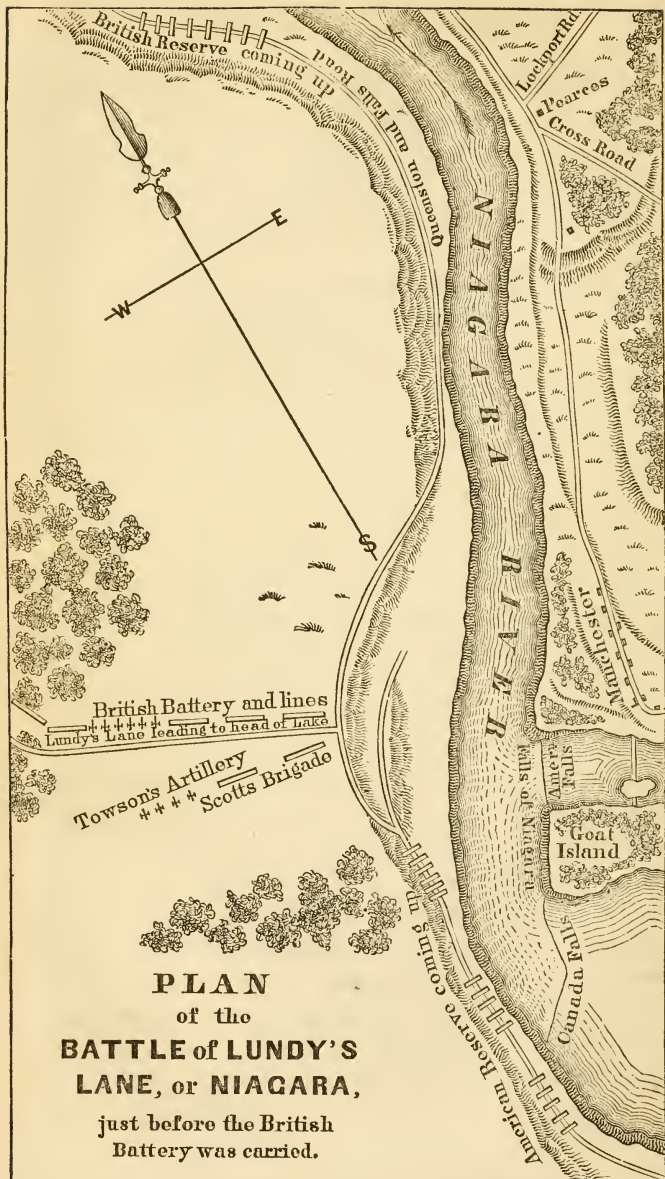 British Reserve coming up
Queenston and Falls Road
Lockport Rd.
Pearces
Cross Road
E
W
S
NIAGARA RIVER
Manchester
British Battery and lines
Lundy's Lane leading to head of Lake
Towson's Artillery
Scotts Brigade
Falls of Niagara
Amern
Falls
Goat
Island
Canada Falls
American Reserve coming up
PLAN
of the
BATTLE of LUNDY'S
LANE, or NIAGARA,
just before the British
Battery was carried.